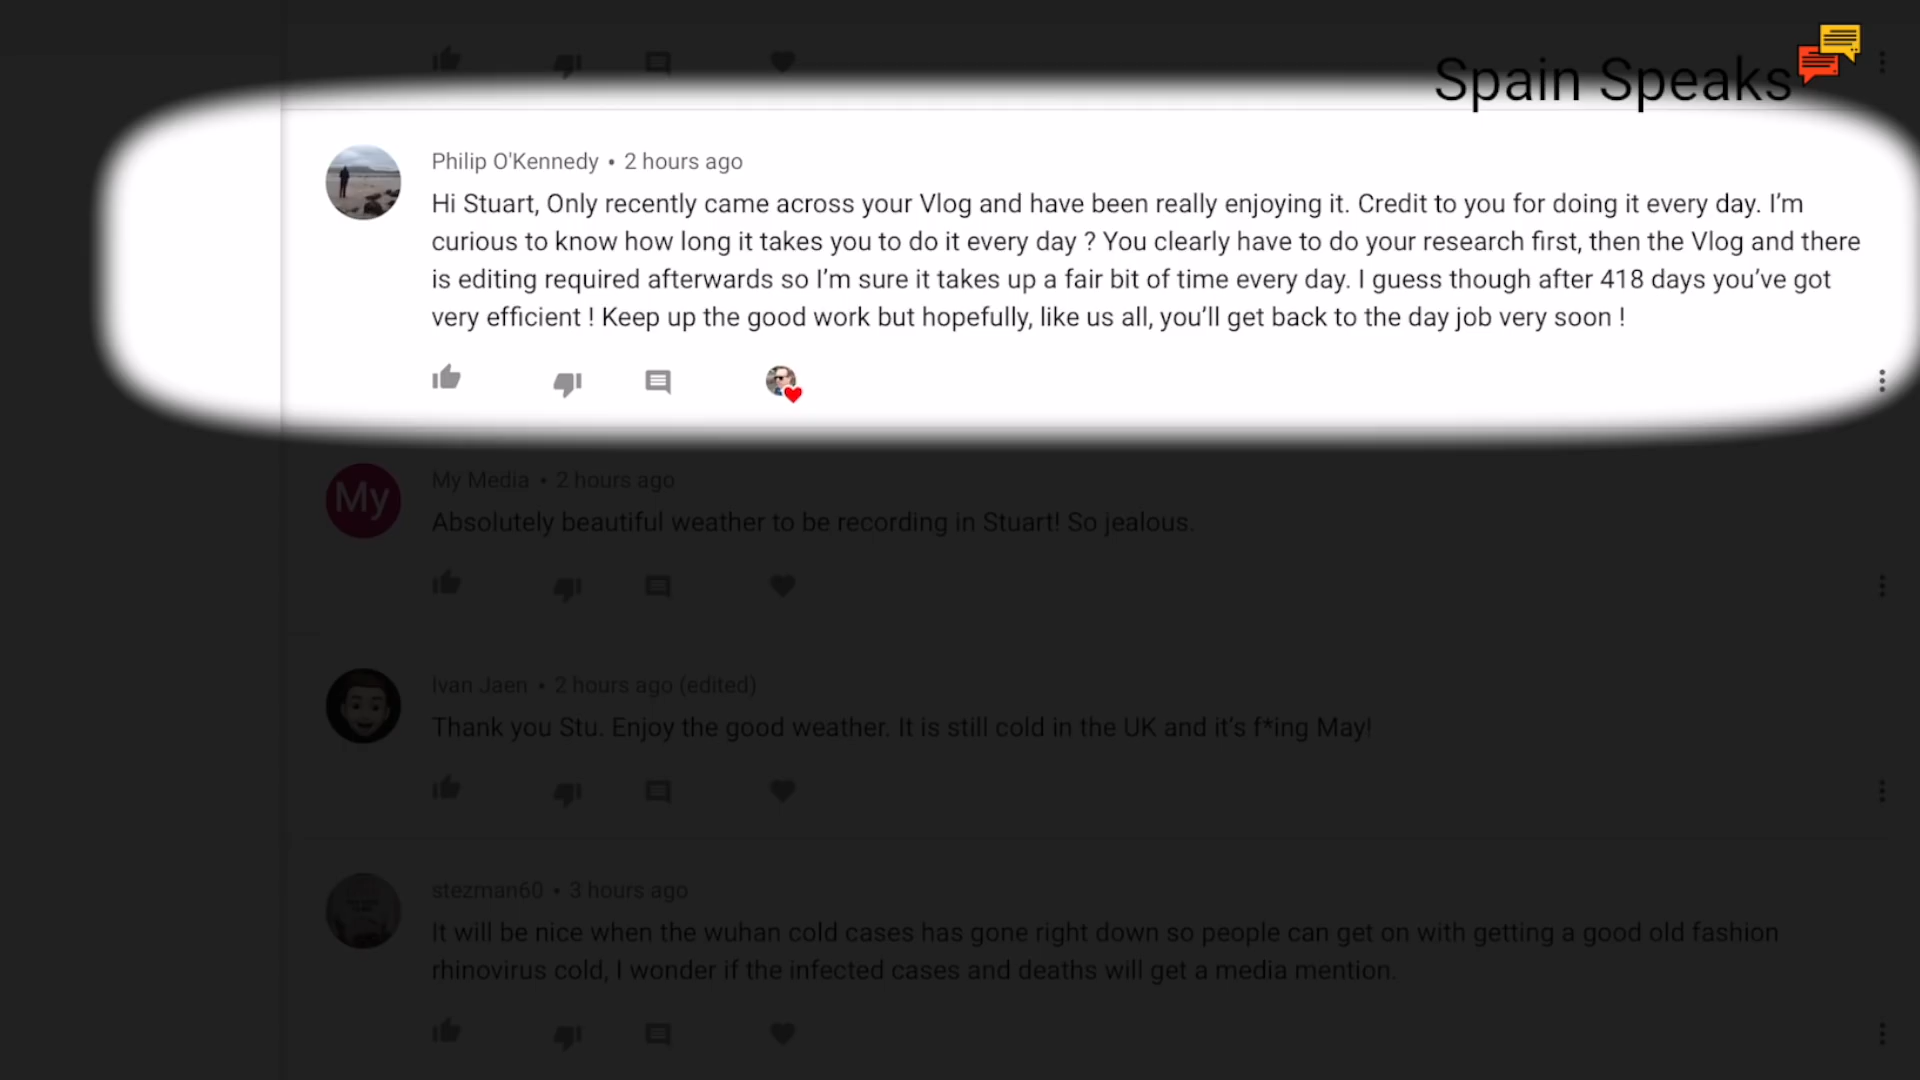 Spain Speaks
Philip O'Kennedy • 2 hours ago
Hi Stuart, Only recently came across your Vlog and have been really enjoying it. Credit to you for doing it every day. I’m
curious to know how long it takes you to do it every day ? You clearly have to do your research first, then the Vlog and there
is editing required afterwards so I’m sure it takes up a fair bit of time every day. I guess though after 418 days you’ve got
very efficient ! Keep up the good work but hopefully, like us all, you’ll get back to the day job very soon !
My
My Media • 2 hours ago
Absolutely beautiful weather to be recording in Stuart! So jealous.
Ivan Jaen • 2 hours ago (edited)
Thank you Stu. Enjoy the good weather. It is still cold in the UK and it’s f*ing May!
stezman60 • 3 hours ago
It will be nice when the wuhan cold cases has gone right down so people can get on with getting a good old fashion
rhinovirus cold, I wonder if the infected cases and deaths will get a media mention.